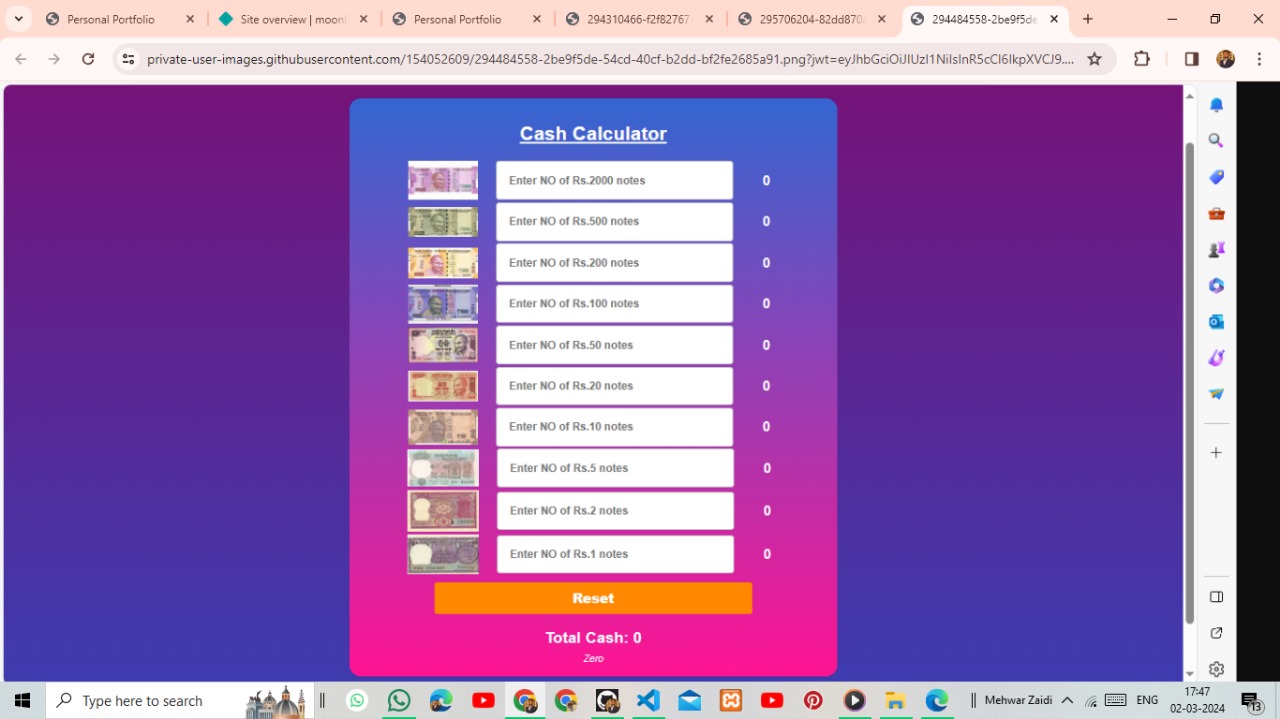 Personal Portfolio
Site overview | moonl
Personal Portfolio
294310466-f2f82767-
295706204-82dd870
294484558-2be9f5de
private-user-images.githubusercontent.com/154052609/294484558-2be9f5de-54cd-40cf-b2dd-bf2fe2685a91.png?jwt=eyJhbGciOiJIUzI1NiIsInR5cCI6IkpXVCJ9....
Cash Calculator
Enter NO of Rs.2000 notes 0
Enter NO of Rs.500 notes 0
Enter NO of Rs.200 notes 0
Enter NO of Rs.100 notes 0
Enter NO of Rs.50 notes 0
Enter NO of Rs.20 notes 0
Enter NO of Rs.10 notes 0
Enter NO of Rs.5 notes 0
Enter NO of Rs.2 notes 0
Enter NO of Rs.1 notes 0
Reset
Total Cash: 0
Zero
Type here to search
Mehwar Zaidi
ENG
17:47
02-03-2024
13